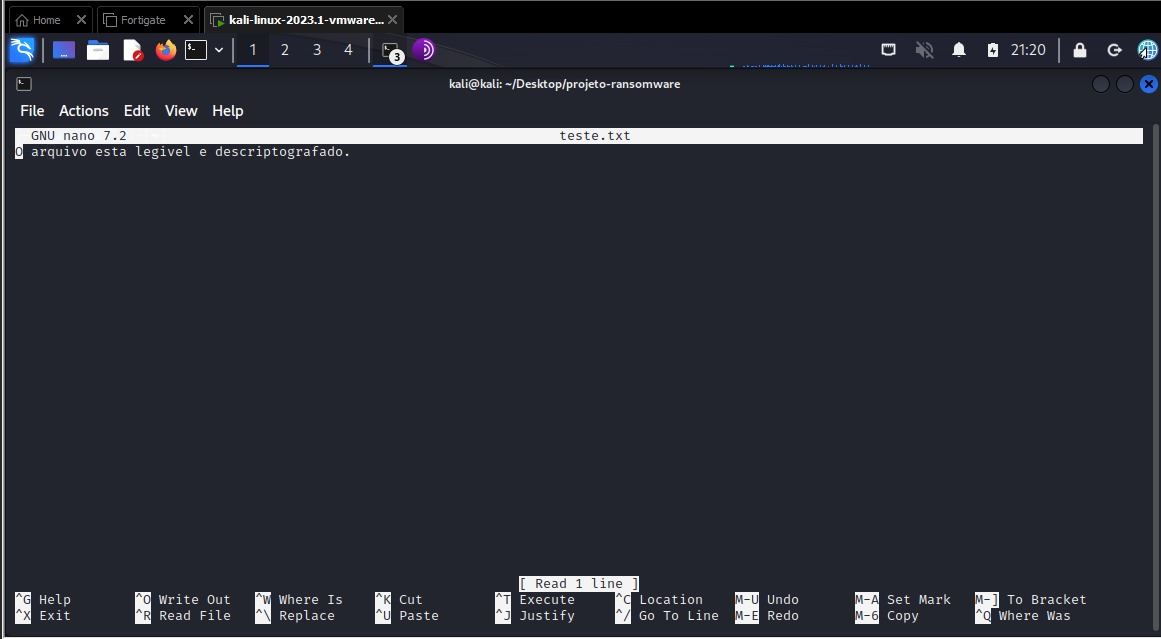 Home Fortigate kali-linux-2023.1-vmware...
1 2 3 4 3 21:20
kali@kali: ~/Desktop/projeto-ransomware
File Actions Edit View Help
GNU nano 7.2 teste.txt
O arquivo esta legivel e descriptografado.
[ Read 1 line ]
^G Help ^O Write Out ^W Where Is ^K Cut ^T Execute ^C Location M-U Undo M-A Set Mark M-] To Bracket
^X Exit ^R Read File ^\ Replace ^U Paste ^J Justify ^/ Go To Line M-E Redo M-6 Copy ^Q Where Was